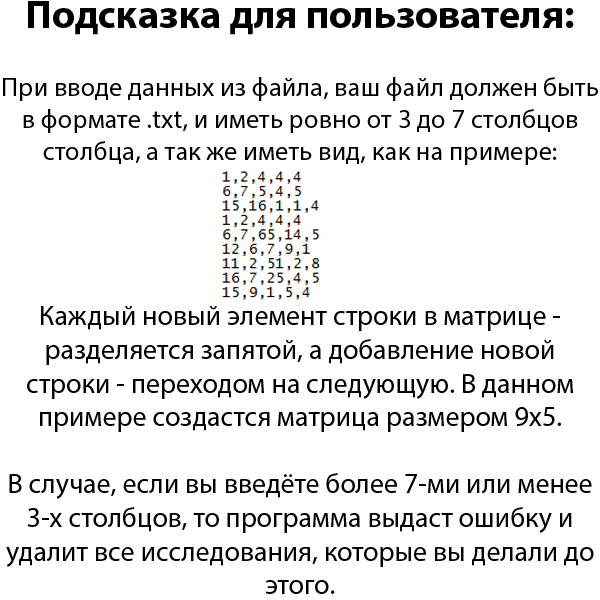 Подсказка для пользователя:
При вводе данных из файла, ваш файл должен быть
в формате .txt, и иметь ровно от 3 до 7 столбцов
столбца, а так же иметь вид, как на примере:
1,2,4,4,4
6,7,5,4,5
15,16,1,1,4
1,2,4,4,4
6,7,65,14,5
12,6,7,9,1
11,2,51,2,8
16,7,25,4,5
15,9,1,5,4
Каждый новый элемент строки в матрице -
разделяется запятой, а добавление новой
строки - переходом на следующую. В данном
примере создастся матрица размером 9x5.
В случае, если вы введёте более 7-ми или менее
3-х столбцов, то программа выдаст ошибку и
удалит все исследования, которые вы делали до
этого.